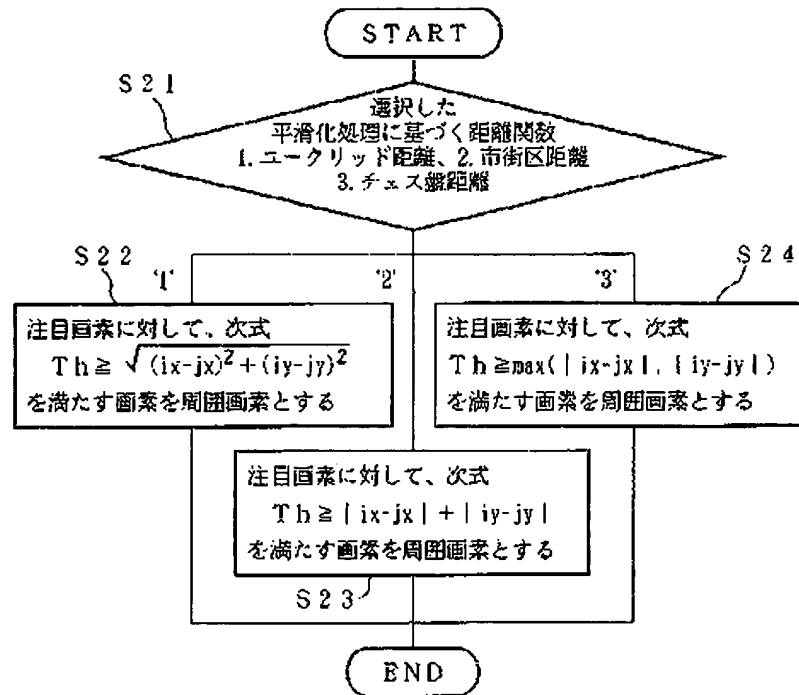 START
S21
選択した
平滑化処理に基づく距離関数
1. ユークリッド距離、2. 市街区距離
3. チェス盤距離
S22
'1'
'2'
'3'
S24
注目画素に対して、次式
Th ≧ √(ix-jx)²+(iy-jy)²
を満たす画素を周囲画素とする
注目画素に対して、次式
Th ≧ max(|ix-jx|, |iy-jy|)
を満たす画素を周囲画素とする
注目画素に対して、次式
Th ≧ |ix-jx| + |iy-jy|
を満たす画素を周囲画素とする
S23
END